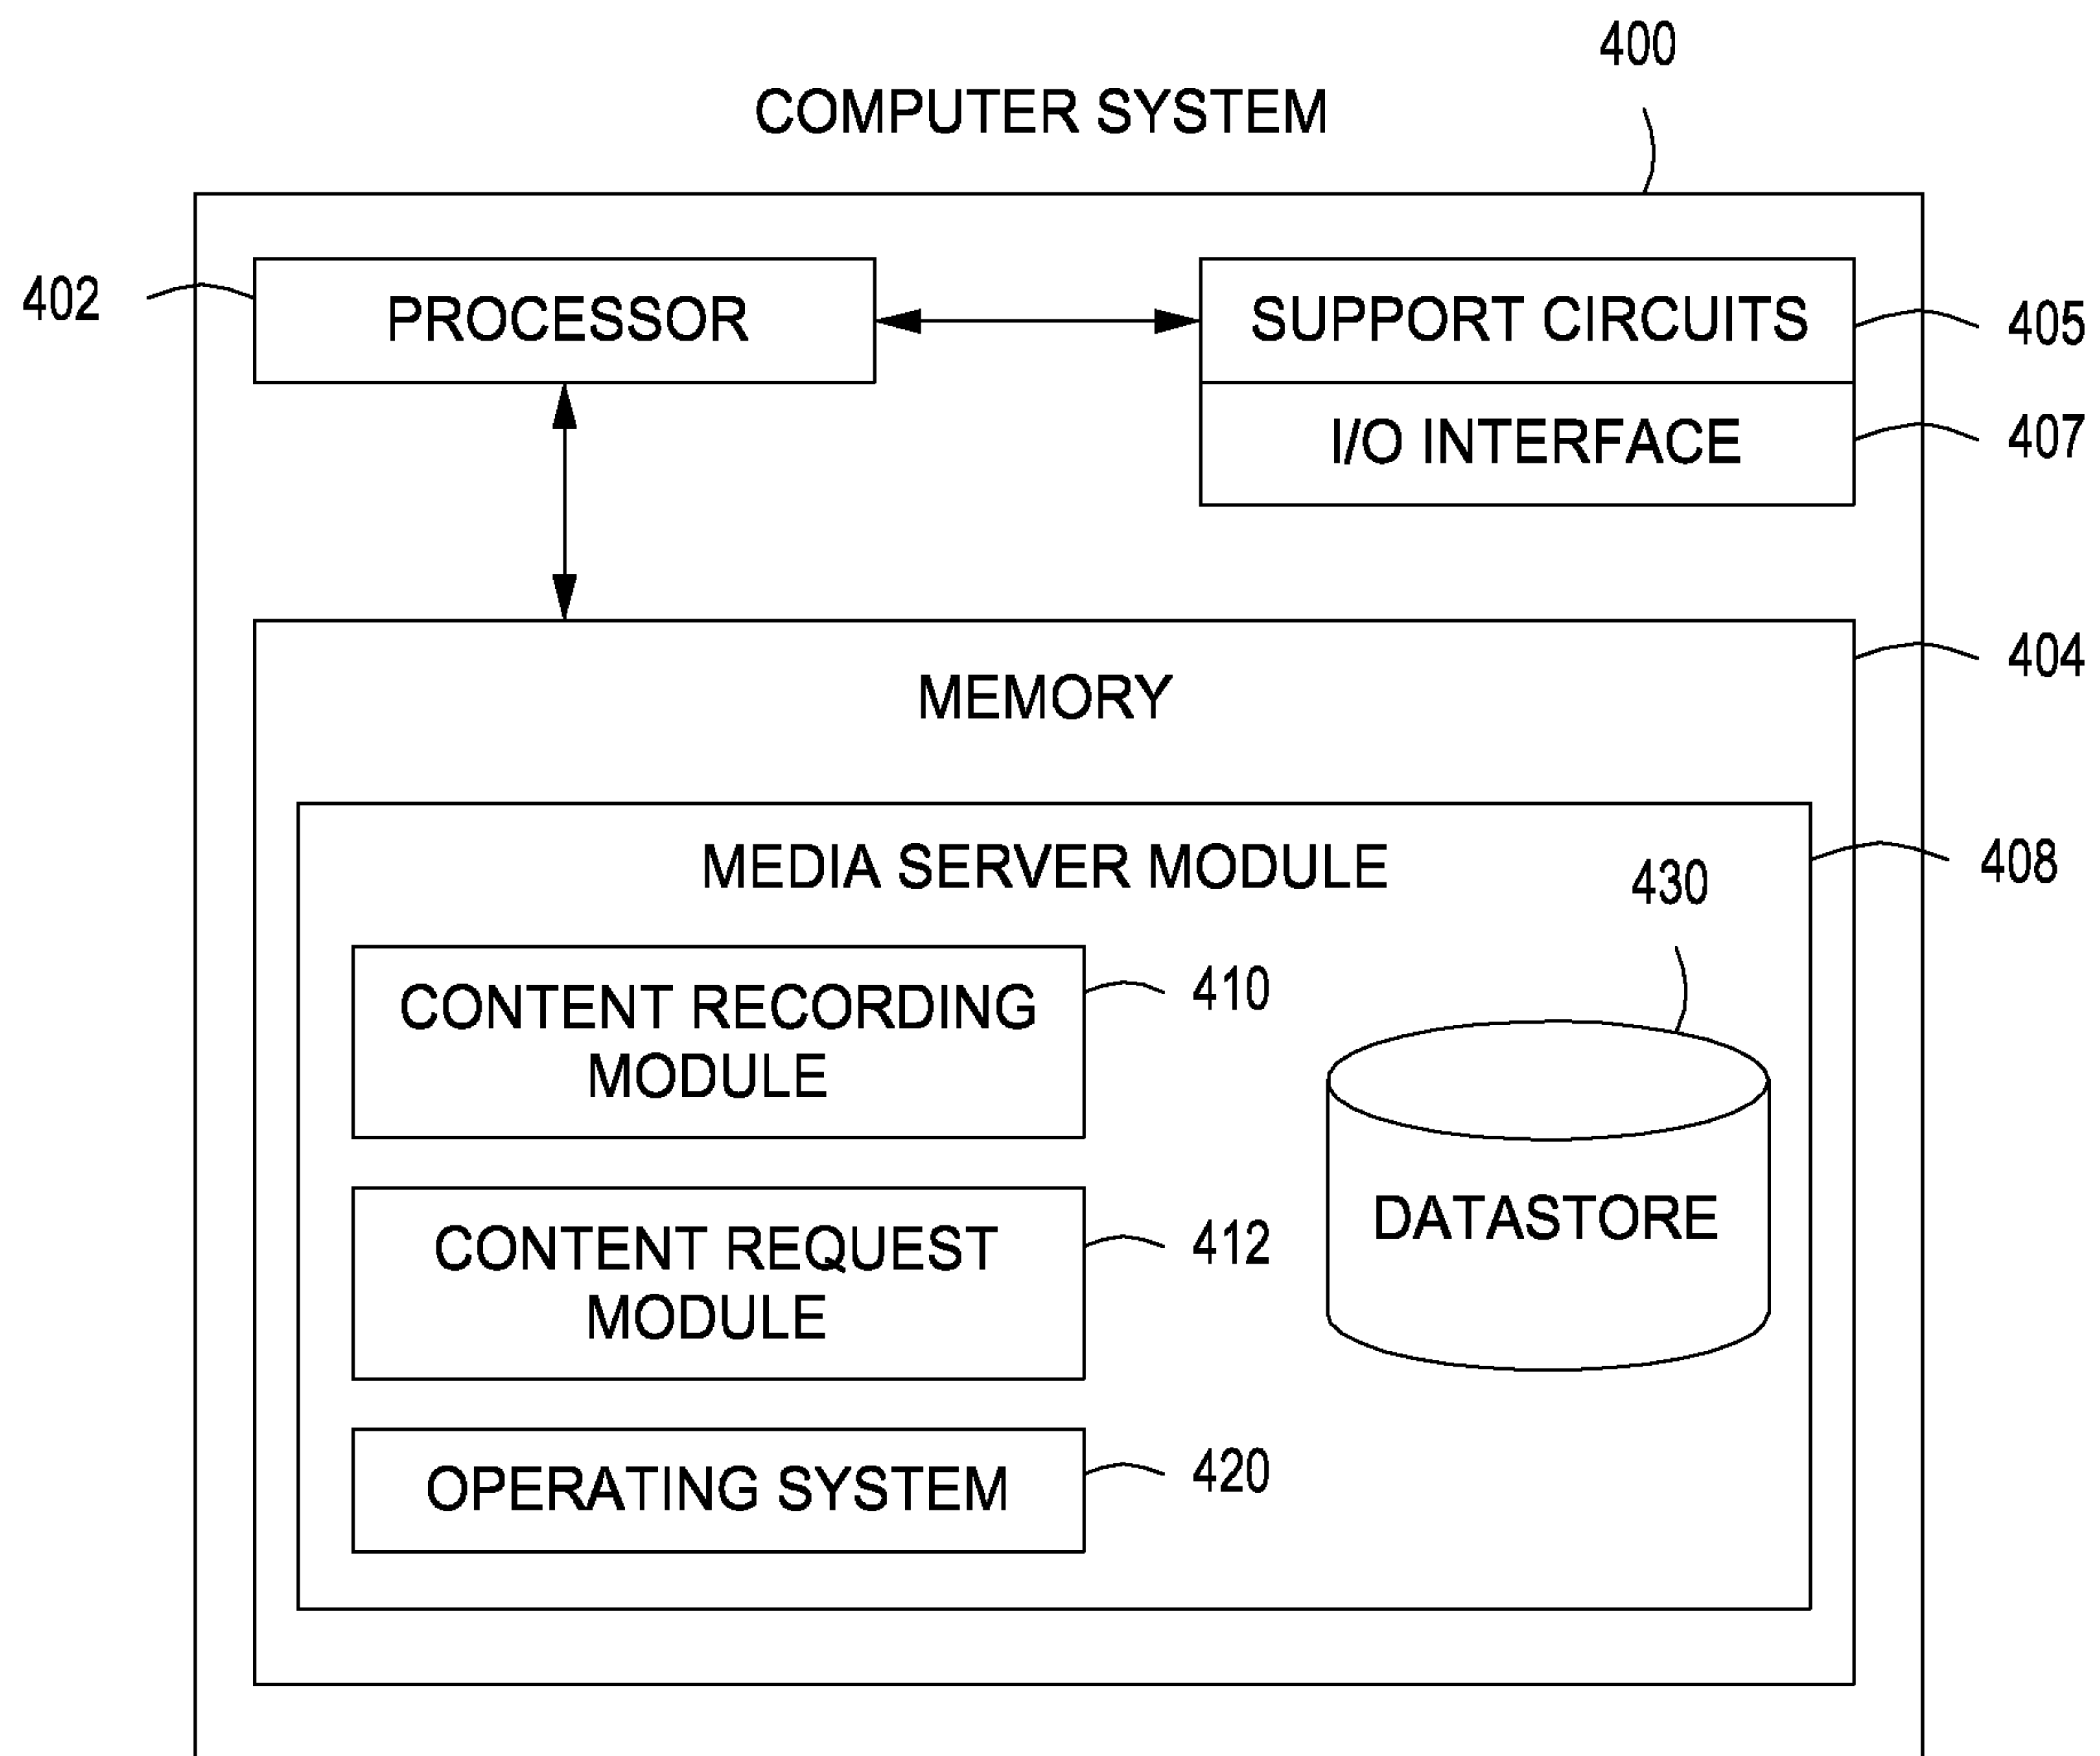 400
COMPUTER SYSTEM
402
PROCESSOR
SUPPORT CIRCUITS
405
I/O INTERFACE
407
404
MEMORY
MEDIA SERVER MODULE
408
430
CONTENT RECORDING
MODULE
410
CONTENT REQUEST
MODULE
412
DATASTORE
OPERATING SYSTEM
420